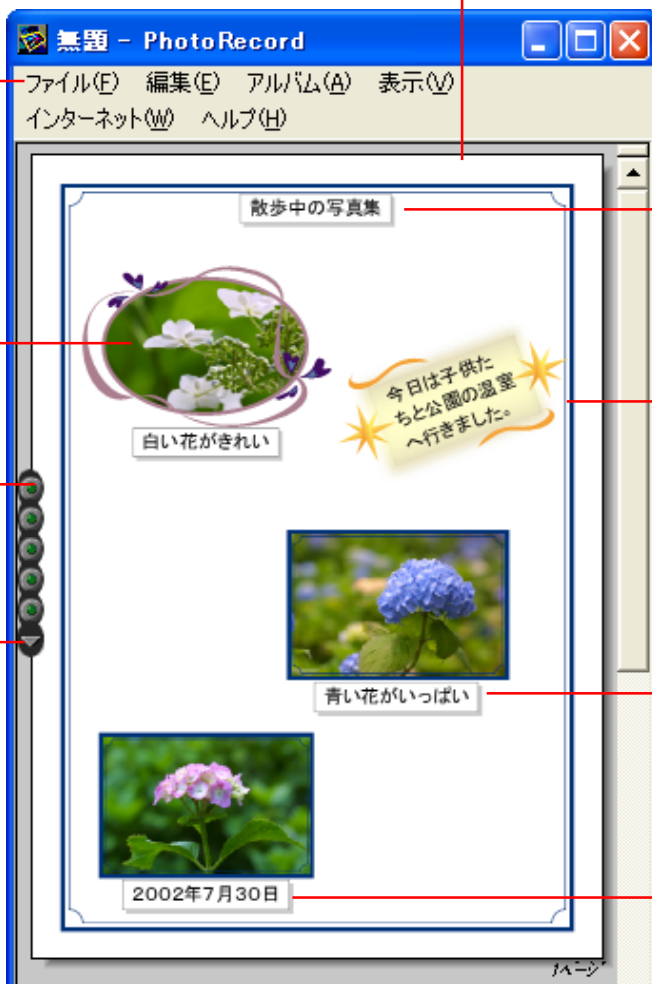 無題 - PhotoRecord
ファイル(F) 編集(E) アルバム(A) 表示(V)
インターネット(W) ヘルプ(H)
散歩中の写真集
白い花がきれい
今日は子供た
ちと公園の温室
へ行きました。
青い花がいっぱい
2002年7月30日
1ページ